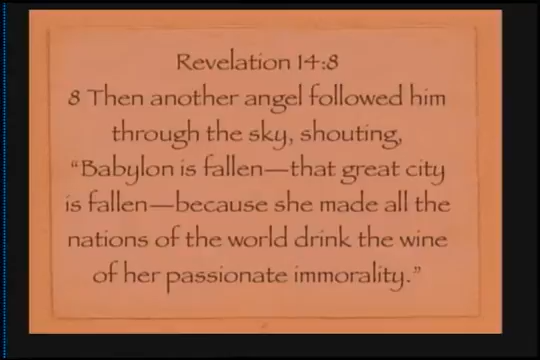 Revelation 14:8
8 Then another angel followed him
through the sky, shouting,
“Babylon is fallen—that great city
is fallen—because she made all the
nations of the world drink the wine
of her passionate immorality.”